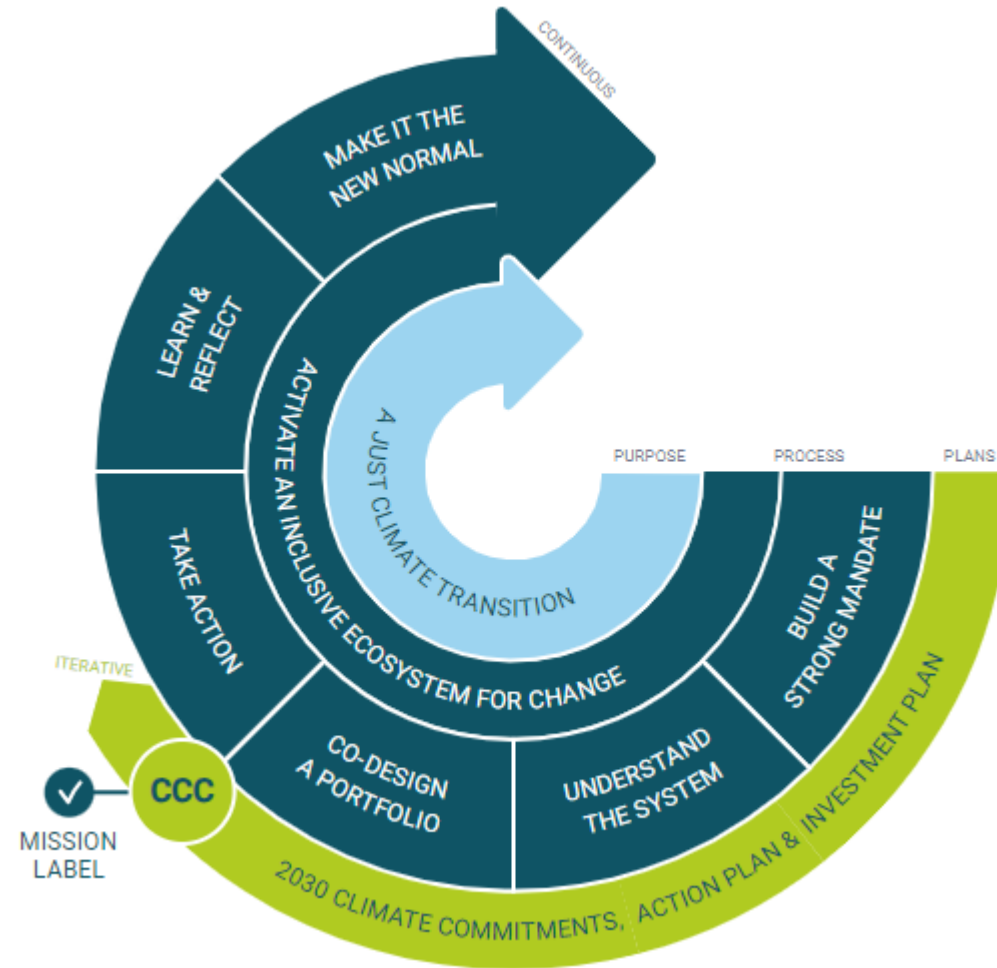 CONTINUOUS
MAKE IT THE
NEW NORMAL
LEARN &
REFLECT
ACTIVATE AN INCLUSIVE ECOSYSTEM FOR CHANGE
A JUST CLIMATE TRANSITION
PURPOSE
PROCESS
PLANS
BUILD A
STRONG MANDATE
TAKE ACTION
ITERATIVE
UNDERSTAND
THE SYSTEM
CO-DESIGN
A PORTFOLIO
CCC
MISSION
LABEL
2030 CLIMATE COMMITMENTS, ACTION PLAN & INVESTMENT PLAN